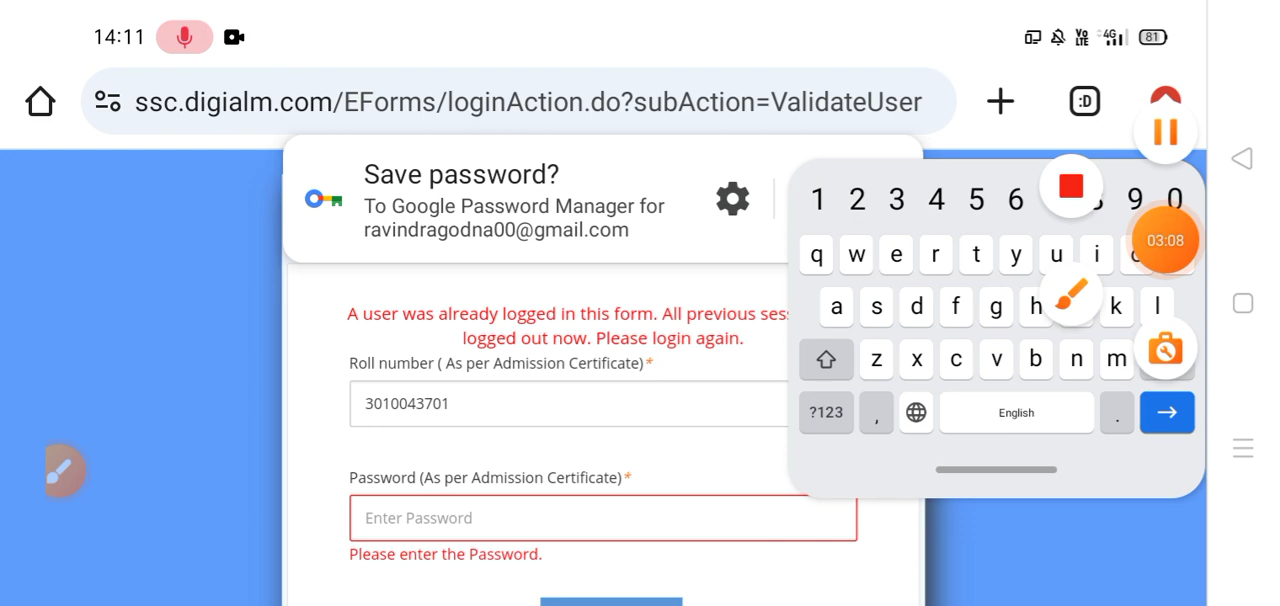 14:11
Vo LTE 4G 81
ssc.digialm.com/EForms/loginAction.do?subAction=ValidateUser
:D
Save password?
To Google Password Manager for
ravindragodna00@gmail.com
1 2 3 4 5 6 9 0
03:08
q w e r t y u i
a s d f g h k l
z x c v b n m
?123 , English .
A user was already logged in this form. All previous
logged out now. Please login again.
Roll number ( As per Admission Certificate)*
3010043701
Password (As per Admission Certificate)*
Enter Password
Please enter the Password.